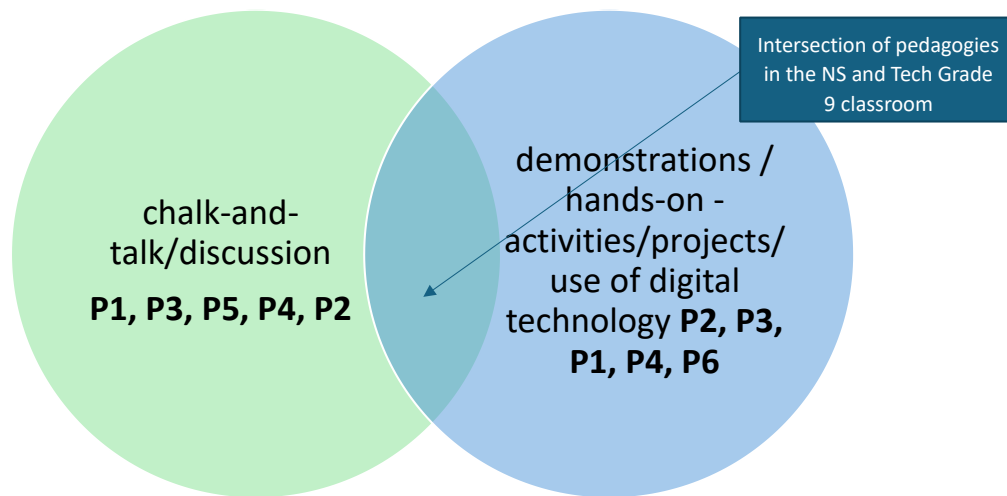 Intersection of pedagogies
in the NS and Tech Grade
9 classroom
chalk-and-
talk/discussion
P1, P3, P5, P4, P2
demonstrations /
hands-on -
activities/projects/
use of digital
technology P2, P3,
P1, P4, P6